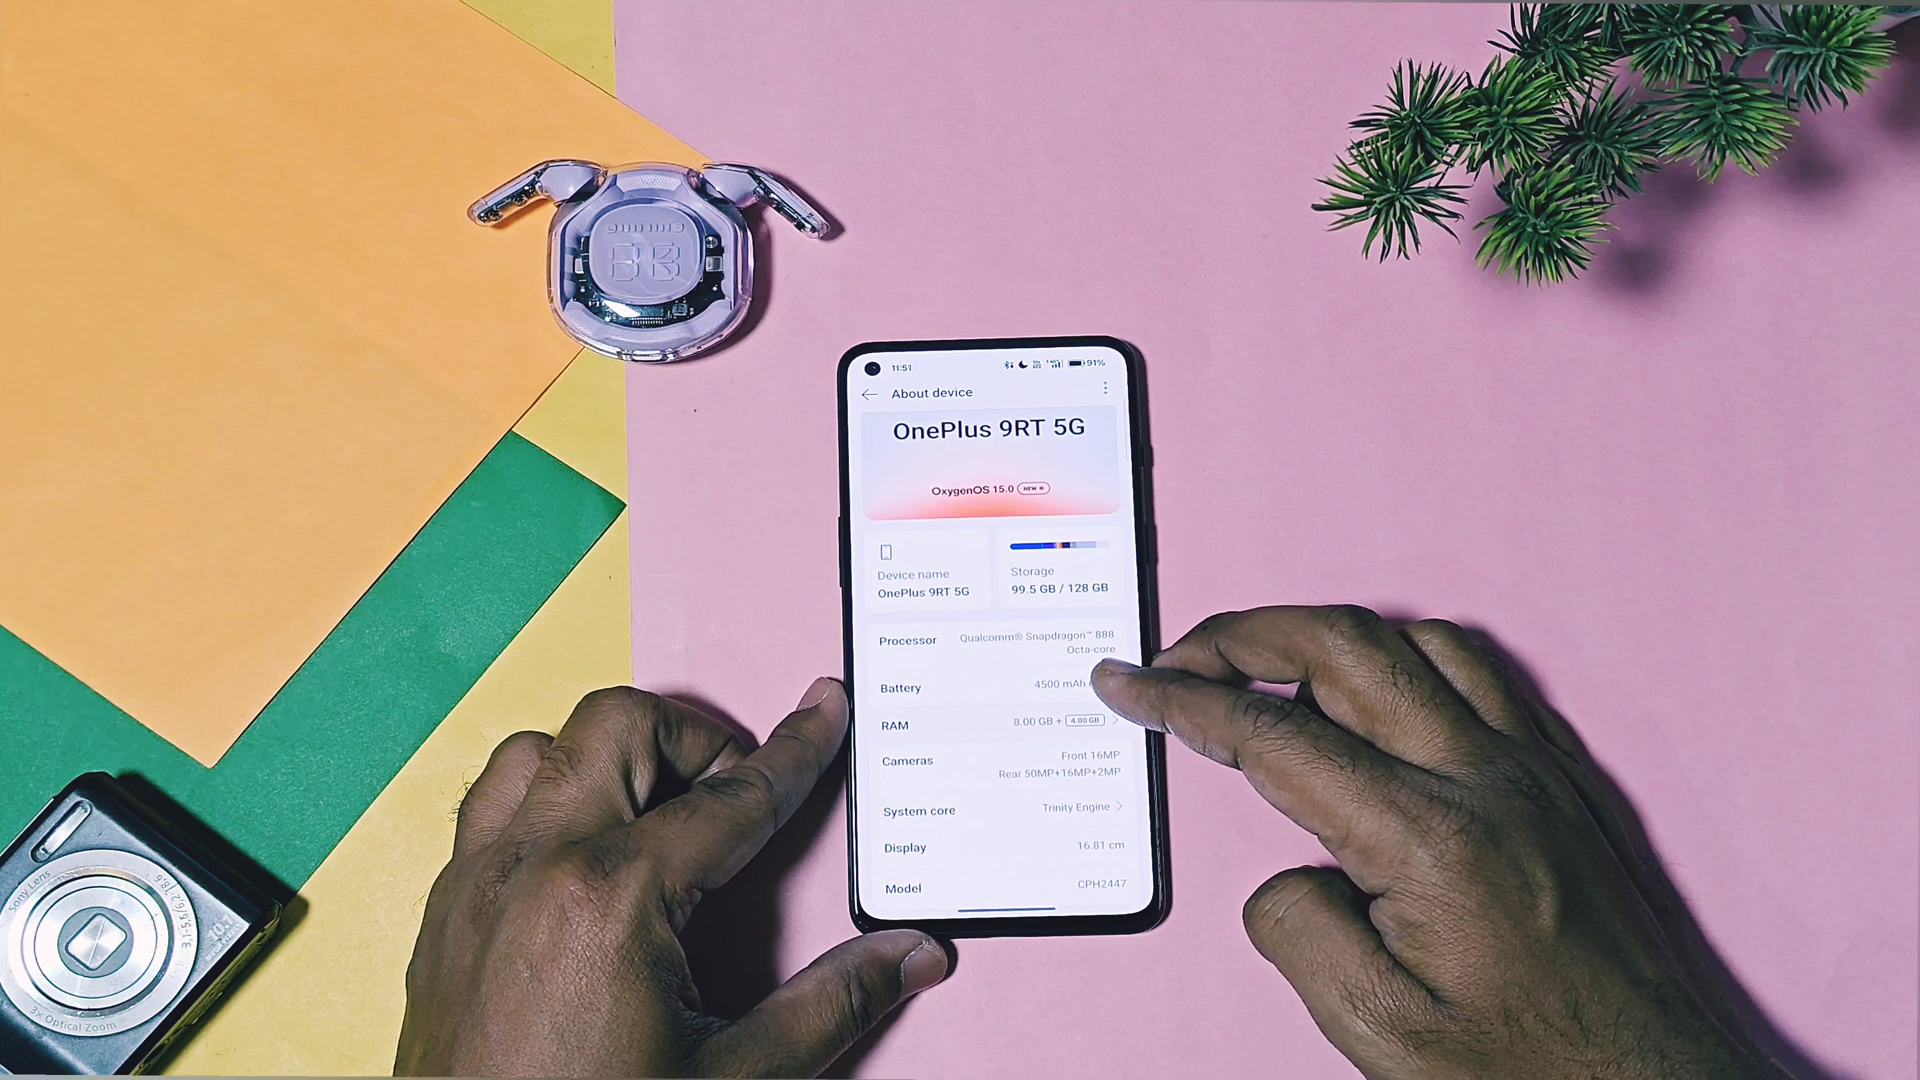 11:51
91%
About device
OnePlus 9RT 5G
OxygenOS 15.0 NEW
Device name
OnePlus 9RT 5G
Storage
99.5 GB / 128 GB
Processor
Qualcomm® Snapdragon™ 888
Octa-core
Battery
4500 mAh
RAM
8.00 GB + 4.00 GB
Cameras
Front 16MP
Rear 50MP+16MP+2MP
System core
Trinity Engine
Display
16.81 cm
Model
CPH2447
Sony Lens
3x Optical Zoom